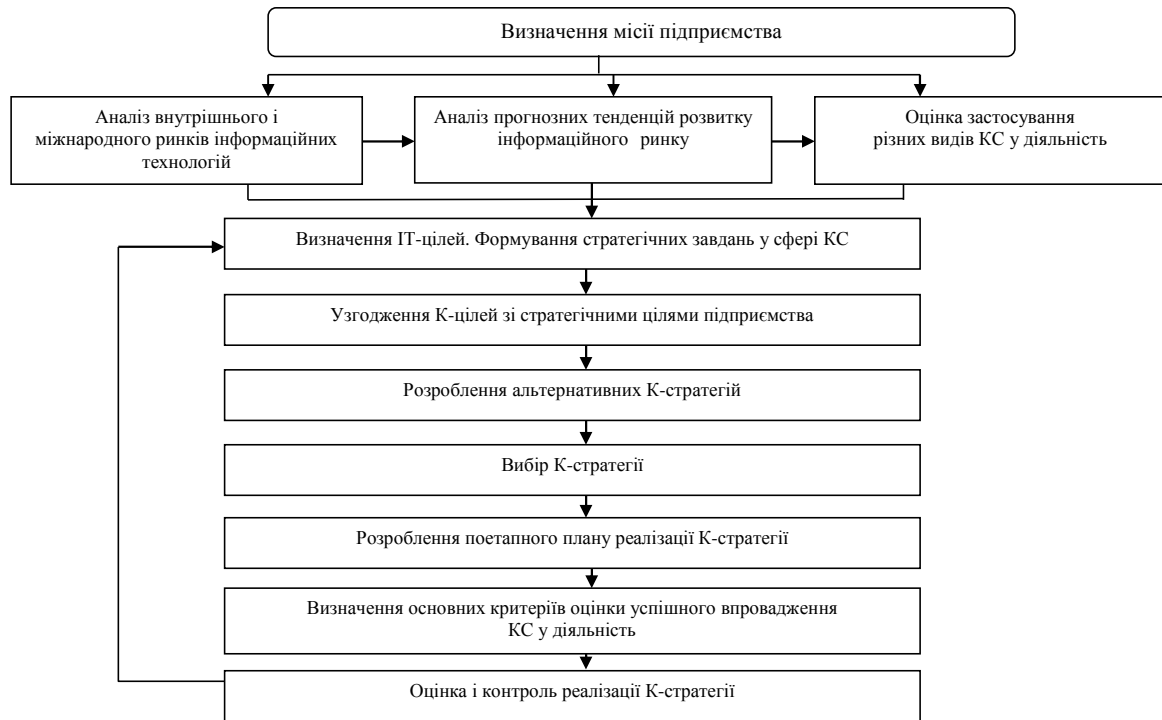 Визначення місії підприємства
Аналіз внутрішнього і
міжнародного ринків інформаційних
технологій
Аналіз прогнозних тенденцій розвитку
інформаційного ринку
Оцінка застосування
різних видів КС у діяльність
Визначення ІТ-цілей. Формування стратегічних завдань у сфері КС
Узгодження К-цілей зі стратегічними цілями підприємства
Розроблення альтернативних К-стратегій
Вибір К-стратегії
Розроблення поетапного плану реалізації К-стратегії
Визначення основних критеріїв оцінки успішного впровадження
КС у діяльність
Оцінка і контроль реалізації К-стратегії